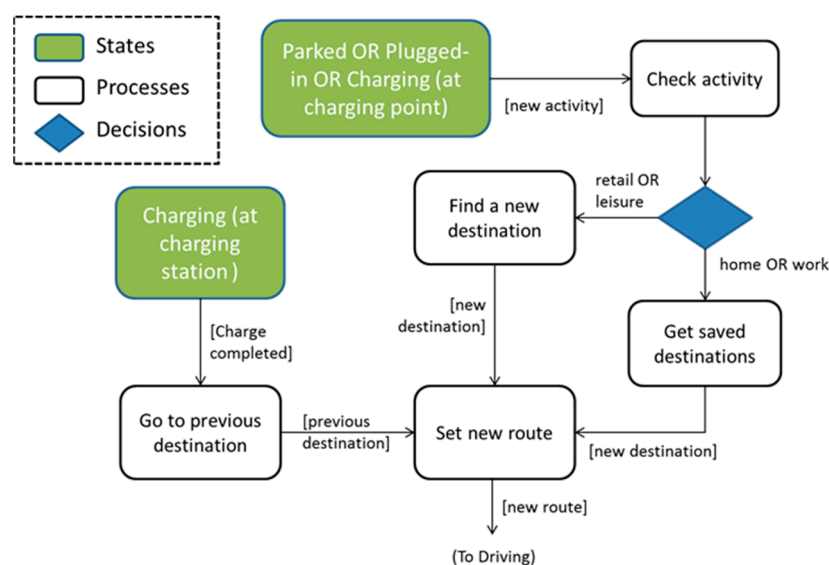 States
Processes
Decisions
Parked OR Plugged-
in OR Charging (at
charging point)
[new activity]
Check activity
retail OR
leisure
home OR work
Find a new
destination
Charging (at
charging
station )
[Charge
completed]
[new
destination]
Get saved
destinations
Go to previous
destination
[previous
destination]
Set new route
[new destination]
[new route]
(To Driving)